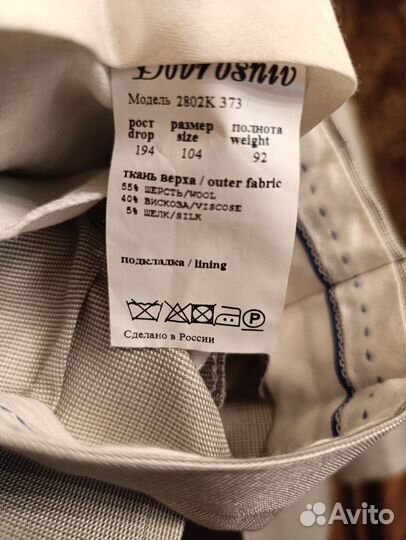 Dobroshiv
Модель 2802К 373
рост размер полнота
drop size weight
194 104 92
ткань верха / outer fabric
55% ШЕРСТЬ/WOOL
40% ВИСКОЗА/VISCOSE
5% ШЕЛК/SILK
подкладка / lining
P
Сделано в России
Avito